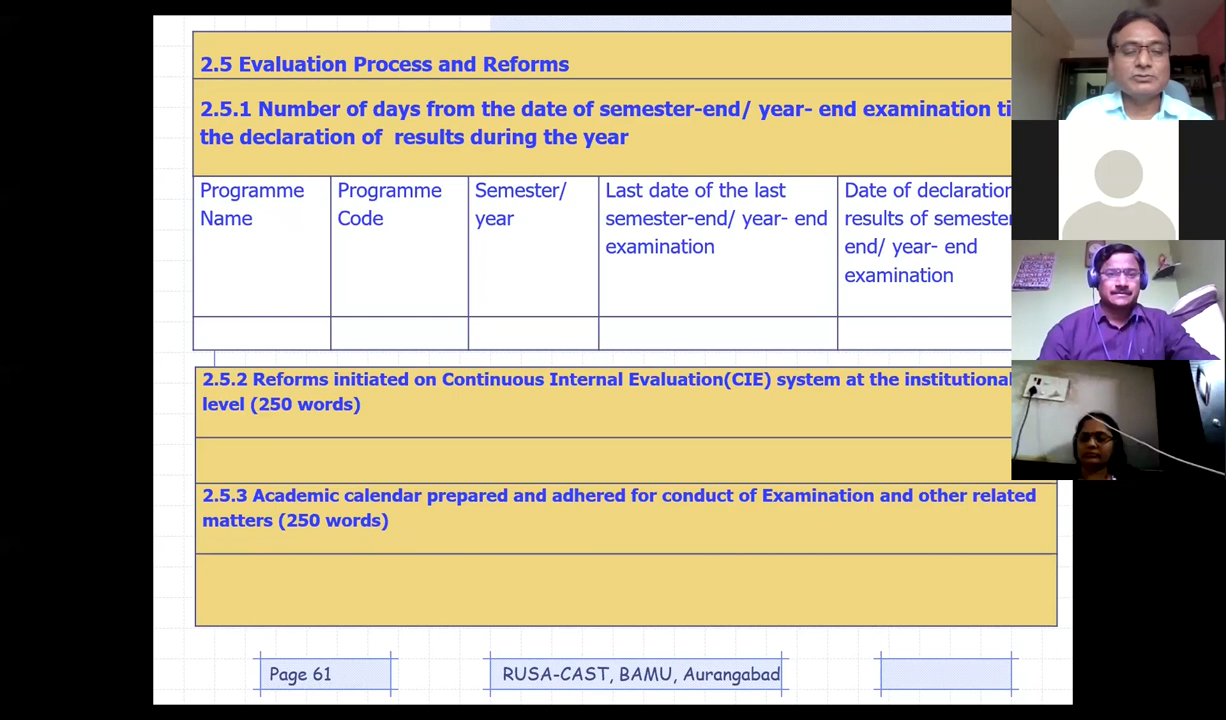 2.5 Evaluation Process and Reforms
2.5.1 Number of days from the date of semester-end/ year- end examination ti
the declaration of results during the year
Programme Name
Programme Code
Semester/ year
Last date of the last semester-end/ year- end examination
Date of declaration results of semester end/ year- end examination
2.5.2 Reforms initiated on Continuous Internal Evaluation(CIE) system at the institutional
level (250 words)
2.5.3 Academic calendar prepared and adhered for conduct of Examination and other related
matters (250 words)
Page 61
RUSA-CAST, BAMU, Aurangabad